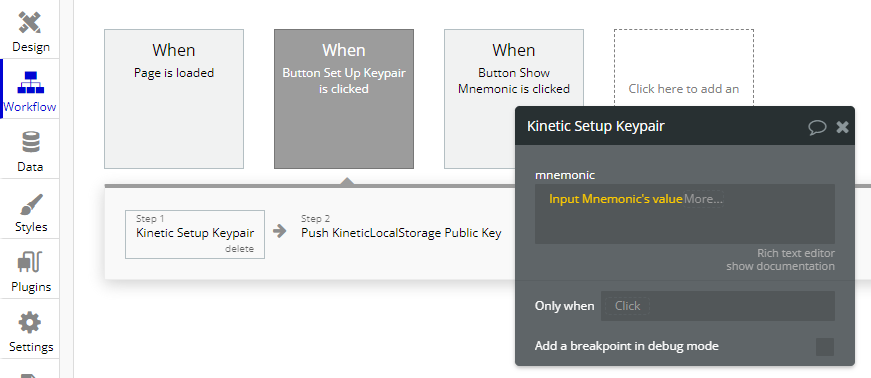 Design
Workflow
Data
Styles
Plugins
Settings
When
Page is loaded
When
Button Set Up Keypair
is clicked
When
Button Show
Mnemonic is clicked
Click here to add an
Step 1
Kinetic Setup Keypair
delete
Step 2
Push KineticLocalStorage Public Key
Kinetic Setup Keypair
mnemonic
Input Mnemonic's value More...
Rich text editor
show documentation
Only when Click
Add a breakpoint in debug mode